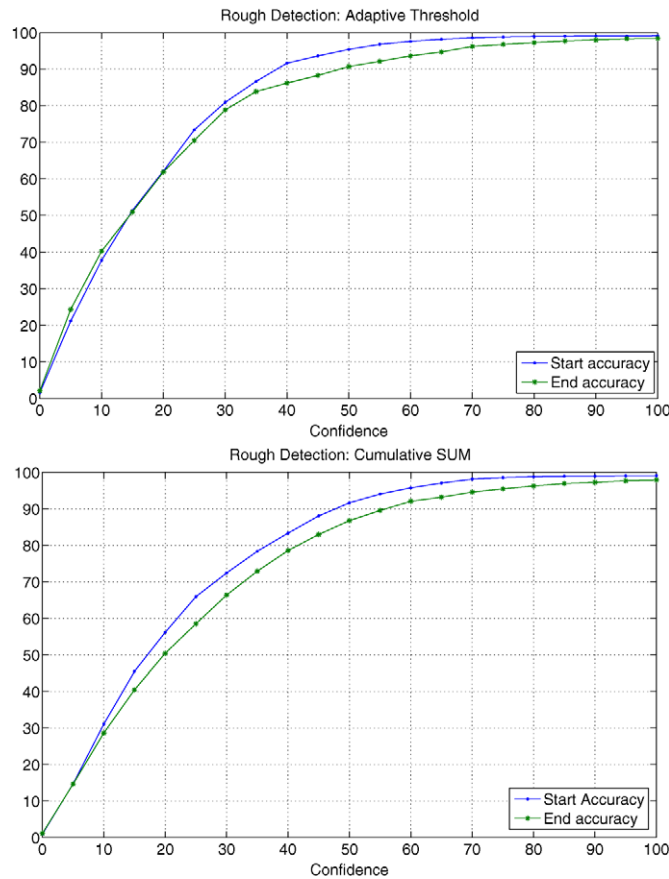 Rough Detection: Adaptive Threshold
100
90
80
70
60
50
40
30
20
10
0
Start accuracy
End accuracy
0 10 20 30 40 50 60 70 80 90 100
Confidence
Rough Detection: Cumulative SUM
100
90
80
70
60
50
40
30
20
10
0
Start Accuracy
End accuracy
0 10 20 30 40 50 60 70 80 90 100
Confidence